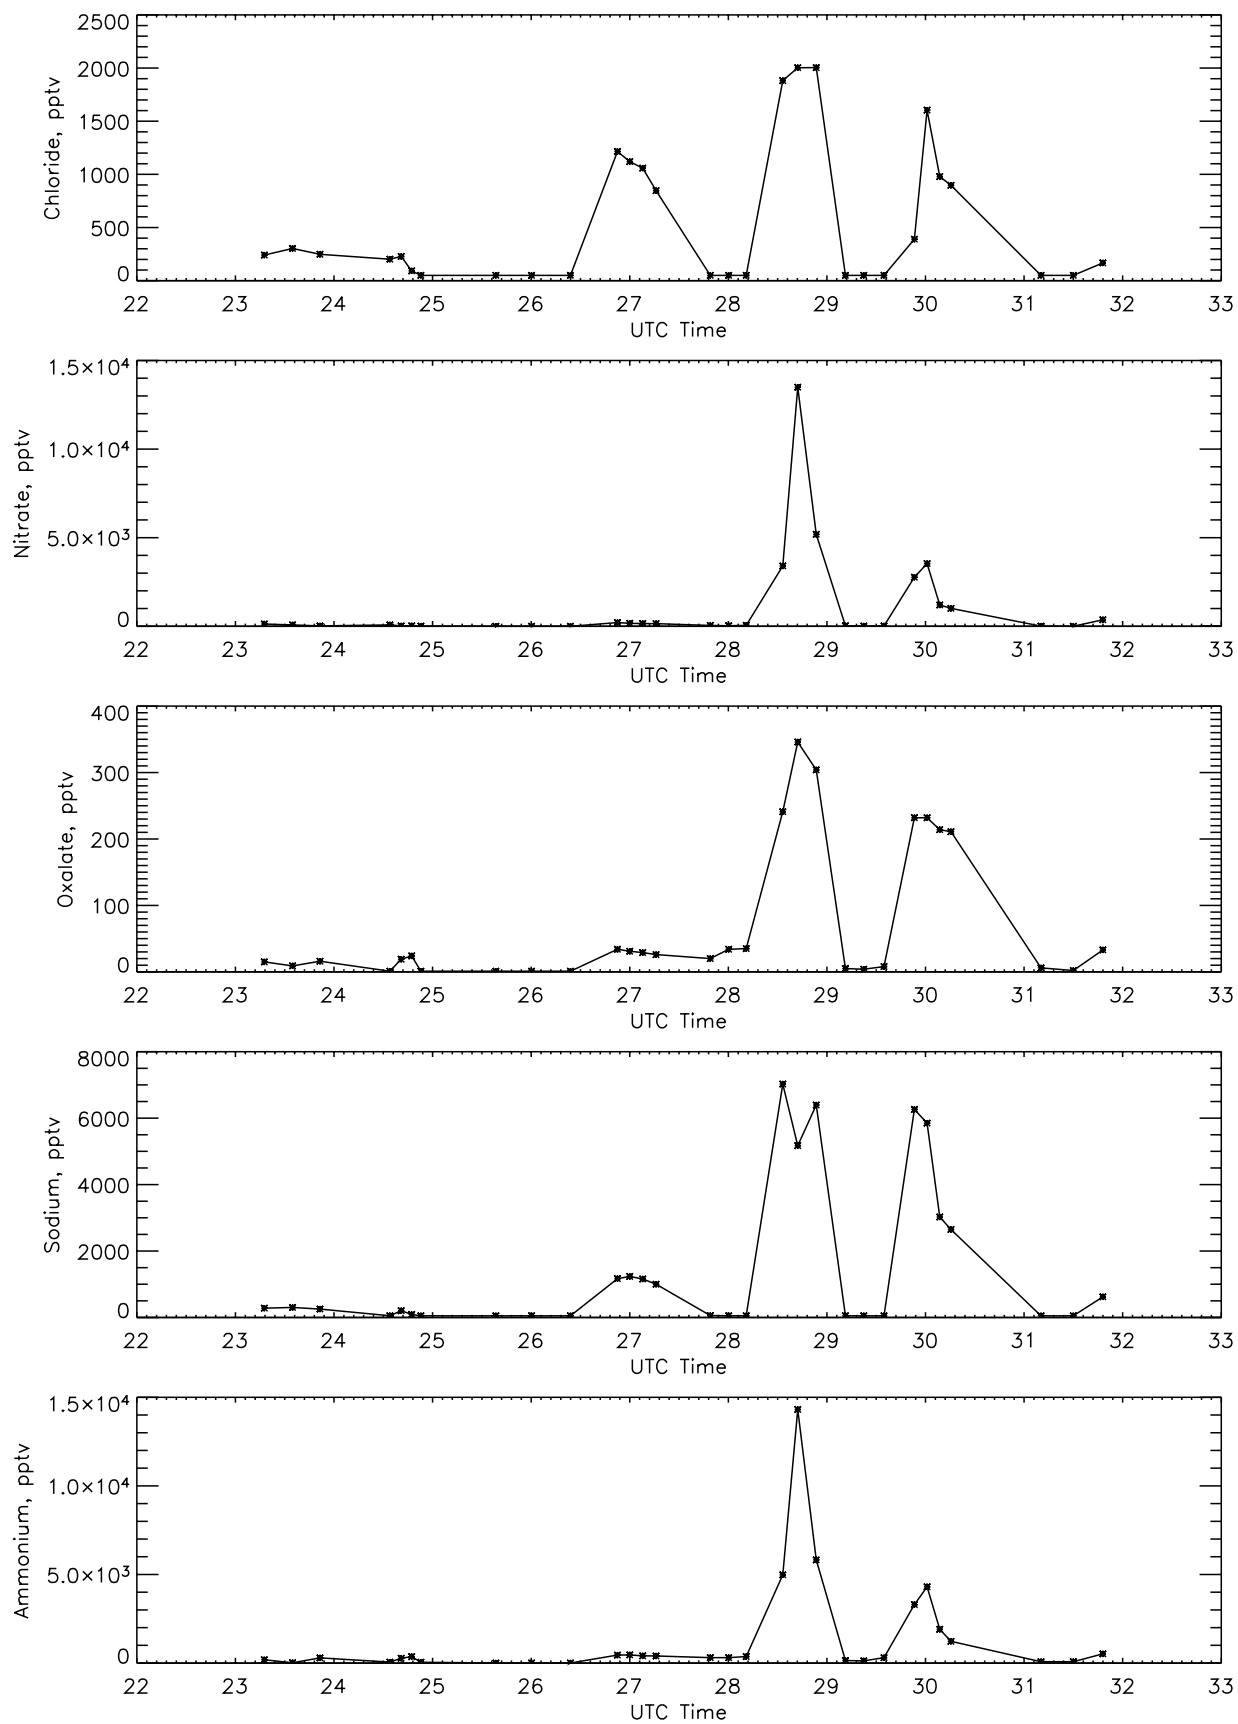 2500
2000
1500
1000
500
0
Chloride, pptv
22 23 24 25 26 27 28 29 30 31 32 33
UTC Time
1.5×10⁴
1.0×10⁴
5.0×10³
0
Nitrate, pptv
22 23 24 25 26 27 28 29 30 31 32 33
UTC Time
400
300
200
100
0
Oxalate, pptv
22 23 24 25 26 27 28 29 30 31 32 33
UTC Time
8000
6000
4000
2000
0
Sodium, pptv
22 23 24 25 26 27 28 29 30 31 32 33
UTC Time
1.5×10⁴
1.0×10⁴
5.0×10³
0
Ammonium, pptv
22 23 24 25 26 27 28 29 30 31 32 33
UTC Time